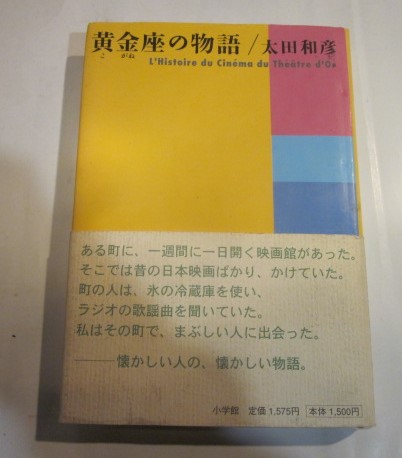 黄金座の物語/太田和彦
こがね
L'Histoire du Cinéma du Théâtre d'Or
ある町に、一週間に一日開く映画館があった。
そこでは昔の日本映画ばかり、かけていた。
町の人は、氷の冷蔵庫を使い、
ラジオの歌謡曲を聞いていた。
私はその町で、まぶしい人に出会った。
――懐かしい人の、懐かしい物語。
小学館 定価1,575円 本体1,500円